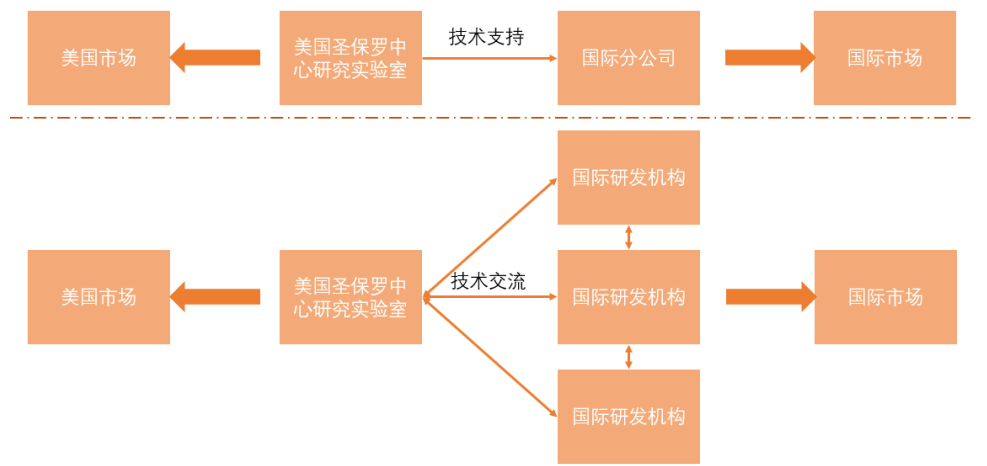 美国市场
美国圣保罗中
心研究实验室
技术支持
国际分公司
国际市场
国际研发机构
美国市场
美国圣保罗中
心研究实验室
技术交流
国际研发机构
国际市场
国际研发机构